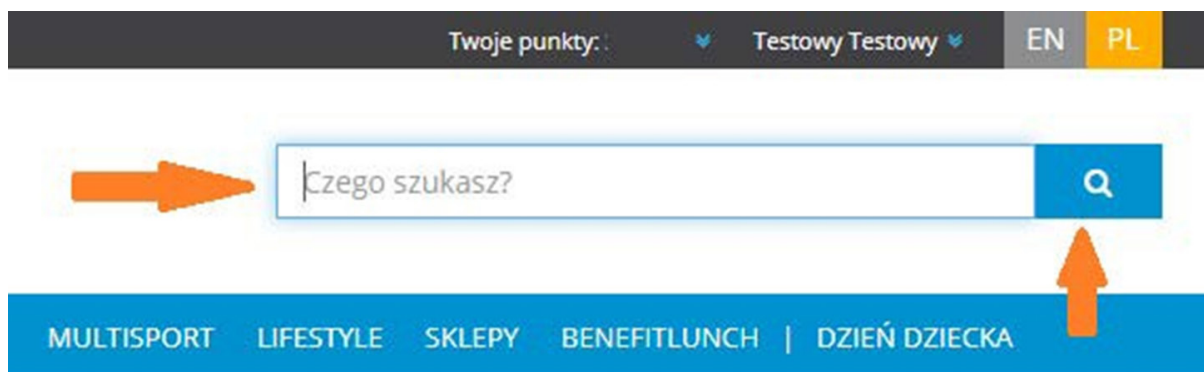 Twoje punkty: Testowy Testowy EN PL
Czego szukasz?
MULTISPORT LIFESTYLE SKLEPY BENEFITLUNCH | DZIEŃ DZIECKA